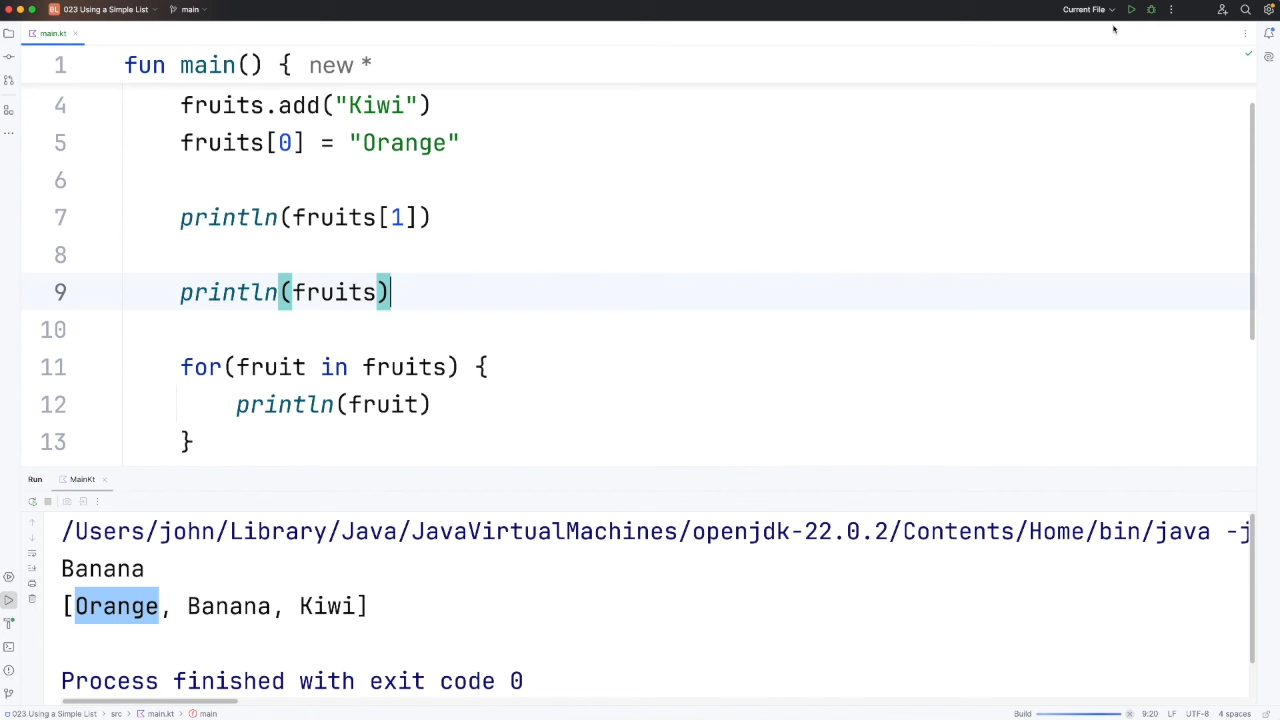 BL 023 Using a Simple List main Current File
main.kt
1 fun main() { new *
4 fruits.add("Kiwi")
5 fruits[0] = "Orange"
6
7 println(fruits[1])
8
9 println(fruits)
10
11 for(fruit in fruits) {
12 println(fruit)
13 }
Run MainKt
/Users/john/Library/Java/JavaVirtualMachines/openjdk-22.0.2/Contents/Home/bin/java -j
Banana
[Orange, Banana, Kiwi]
Process finished with exit code 0
023 Using a Simple List > src > main.kt > main Build 9:20 LF UTF-8 4 spaces